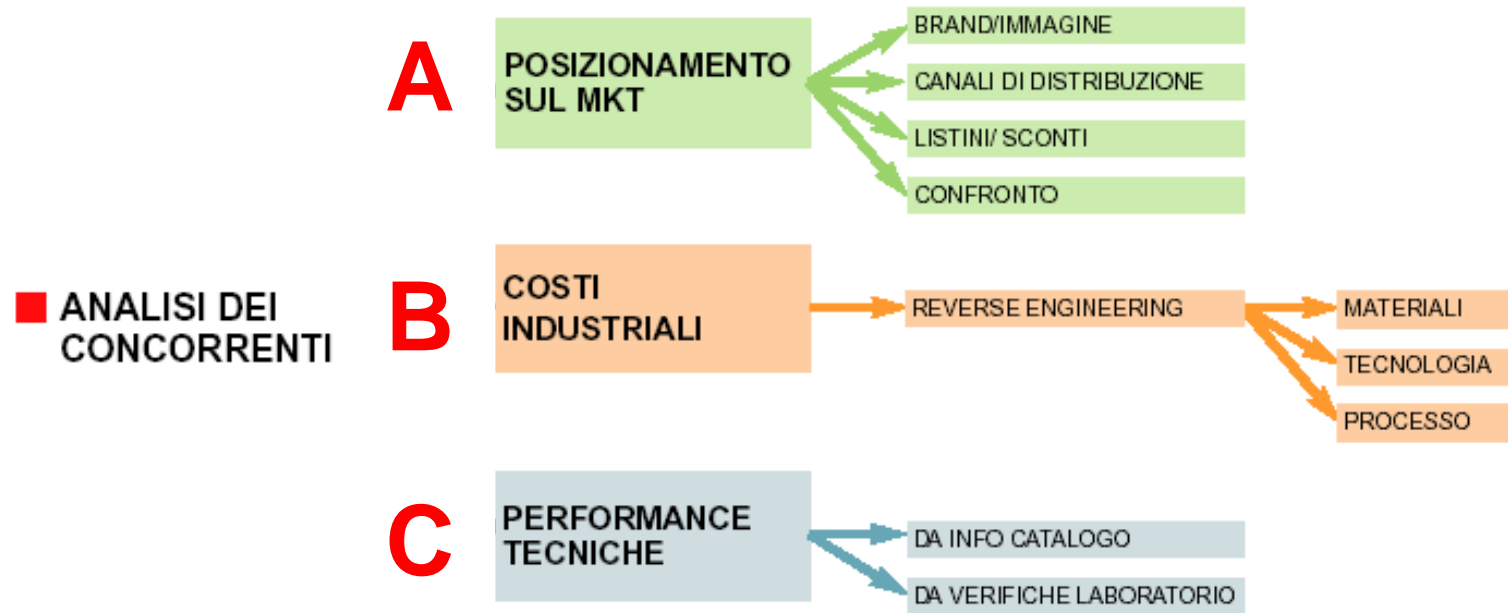 A
POSIZIONAMENTO
SUL MKT
BRAND/IMMAGINE
CANALI DI DISTRIBUZIONE
LISTINI/ SCONTI
CONFRONTO
ANALISI DEI
CONCORRENTI
B
COSTI
INDUSTRIALI
REVERSE ENGINEERING
MATERIALI
TECNOLOGIA
PROCESSO
C
PERFORMANCE
TECNICHE
DA INFO CATALOGO
DA VERIFICHE LABORATORIO